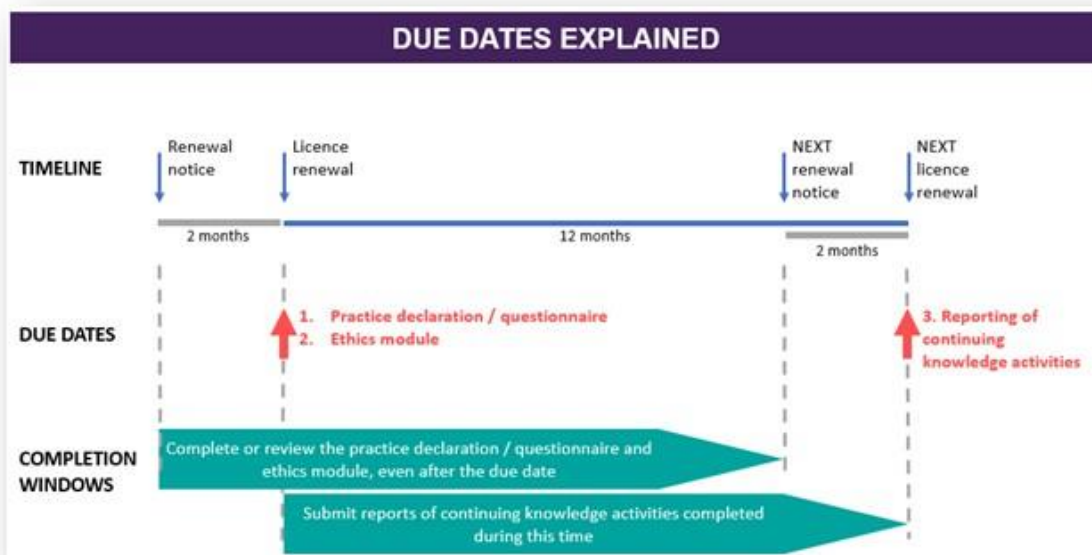 DUE DATES EXPLAINED
TIMELINE
Renewal
notice
Licence
renewal
NEXT
renewal
notice
NEXT
licence
renewal
2 months
12 months
2 months
DUE DATES
1. Practice declaration / questionnaire
2. Ethics module
3. Reporting of
continuing
knowledge activities
COMPLETION
WINDOWS
Complete or review the practice declaration / questionnaire and
ethics module, even after the due date
Submit reports of continuing knowledge activities completed
during this time